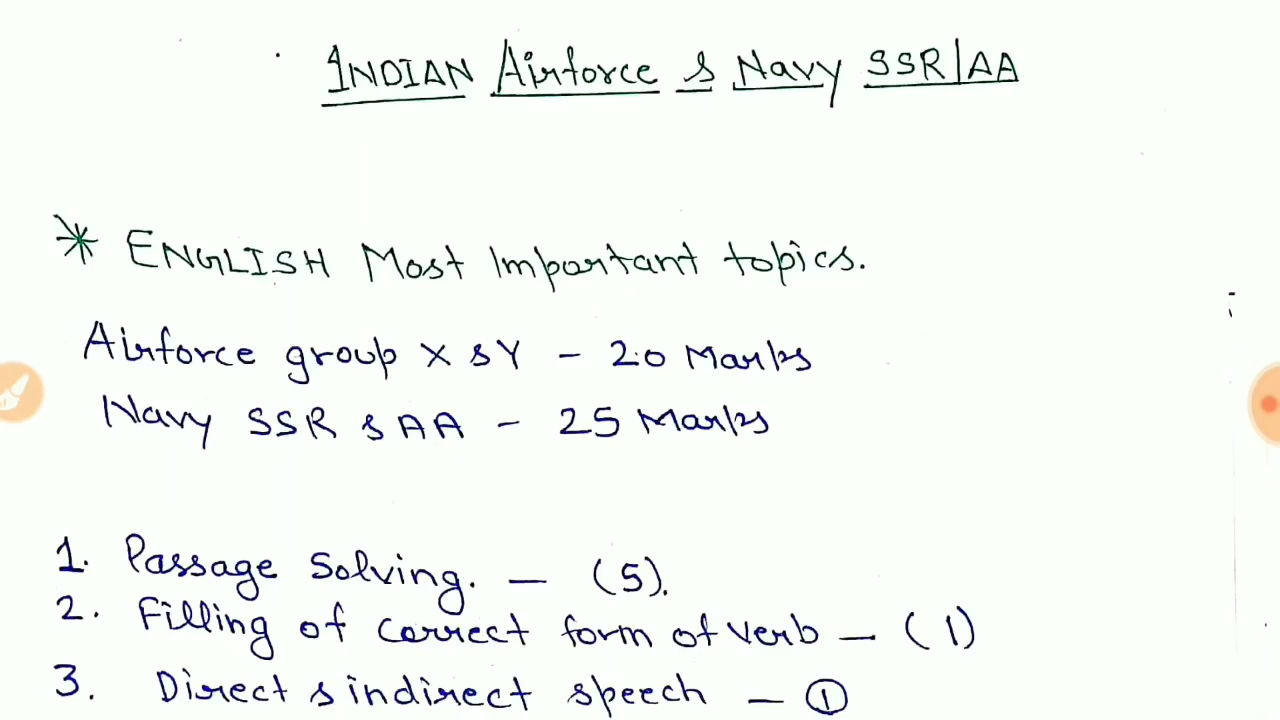 INDIAN Airforce & Navy SSR/AA
* ENGLISH Most Important topics.
Airforce group X & Y - 20 Marks
Navy SSR & AA - 25 Marks
1. Passage Solving. - (5).
2. Filling of correct form of verb - (1)
3. Direct & indirect speech - 1